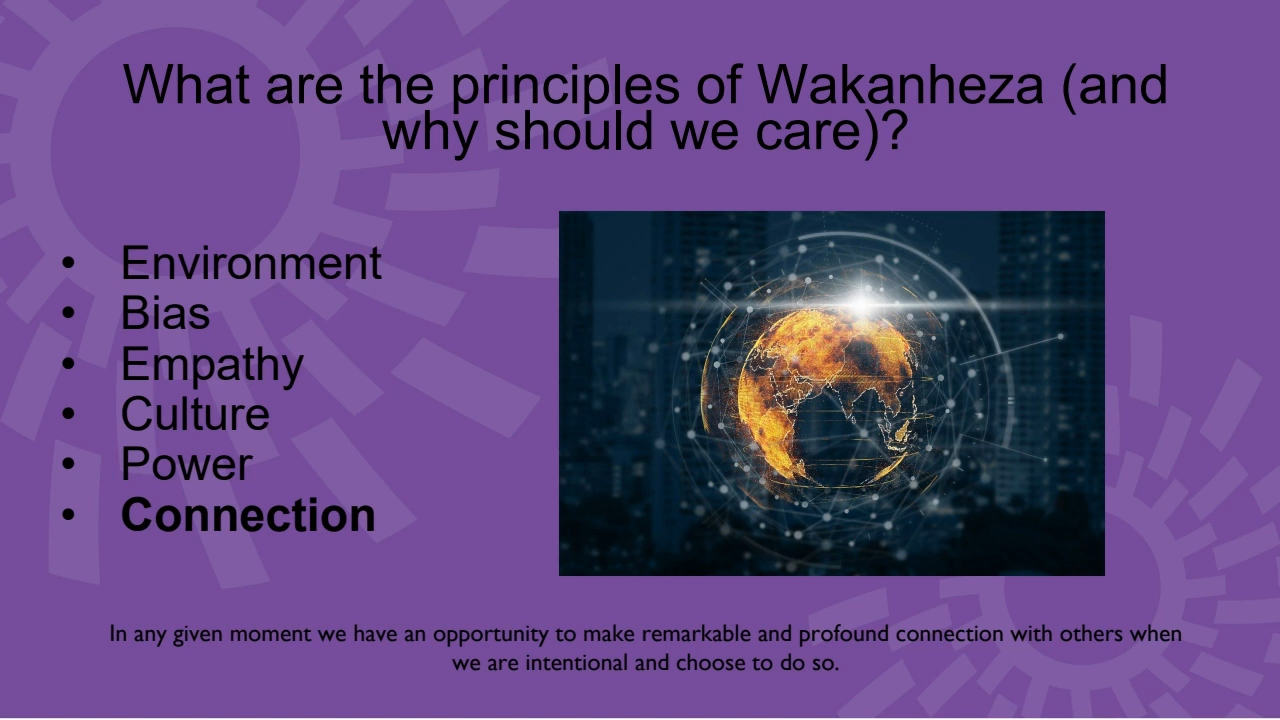 What are the principles of Wakanheza (and
why should we care)?
• Environment
• Bias
• Empathy
• Culture
• Power
• Connection
In any given moment we have an opportunity to make remarkable and profound connection with others when
we are intentional and choose to do so.